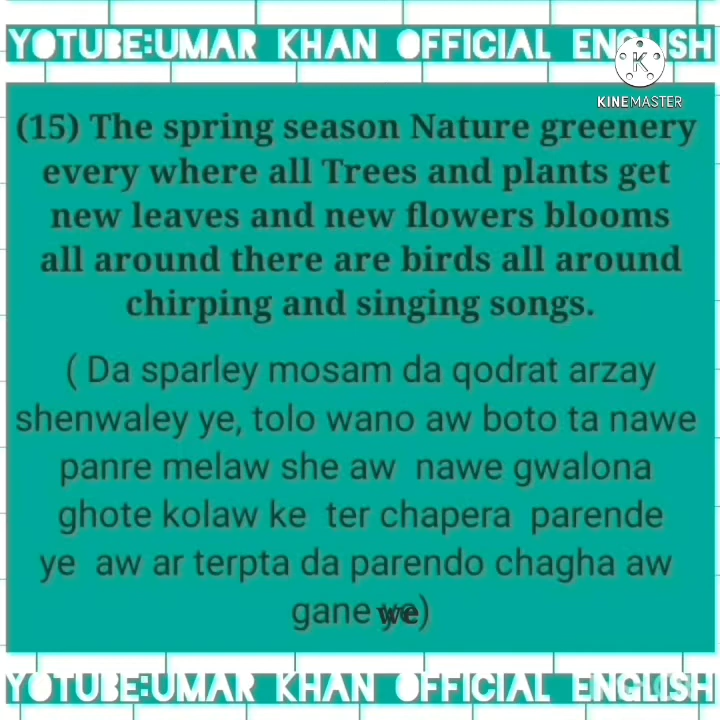 YOTUBE:UMAR KHAN OFFICIAL ENGLISH
K
KINEMASTER
(15) The spring season Nature greenery
every where all Trees and plants get
new leaves and new flowers blooms
all around there are birds all around
chirping and singing songs.
( Da sparley mosam da qodrat arzay
shenwaley ye, tolo wano aw boto ta nawe
panre melaw she aw nawe gwalona
ghote kolaw ke ter chapera parende
ye aw ar terpta da parendo chagha aw
gane we)
YOTUBE:UMAR KHAN OFFICIAL ENGLISH